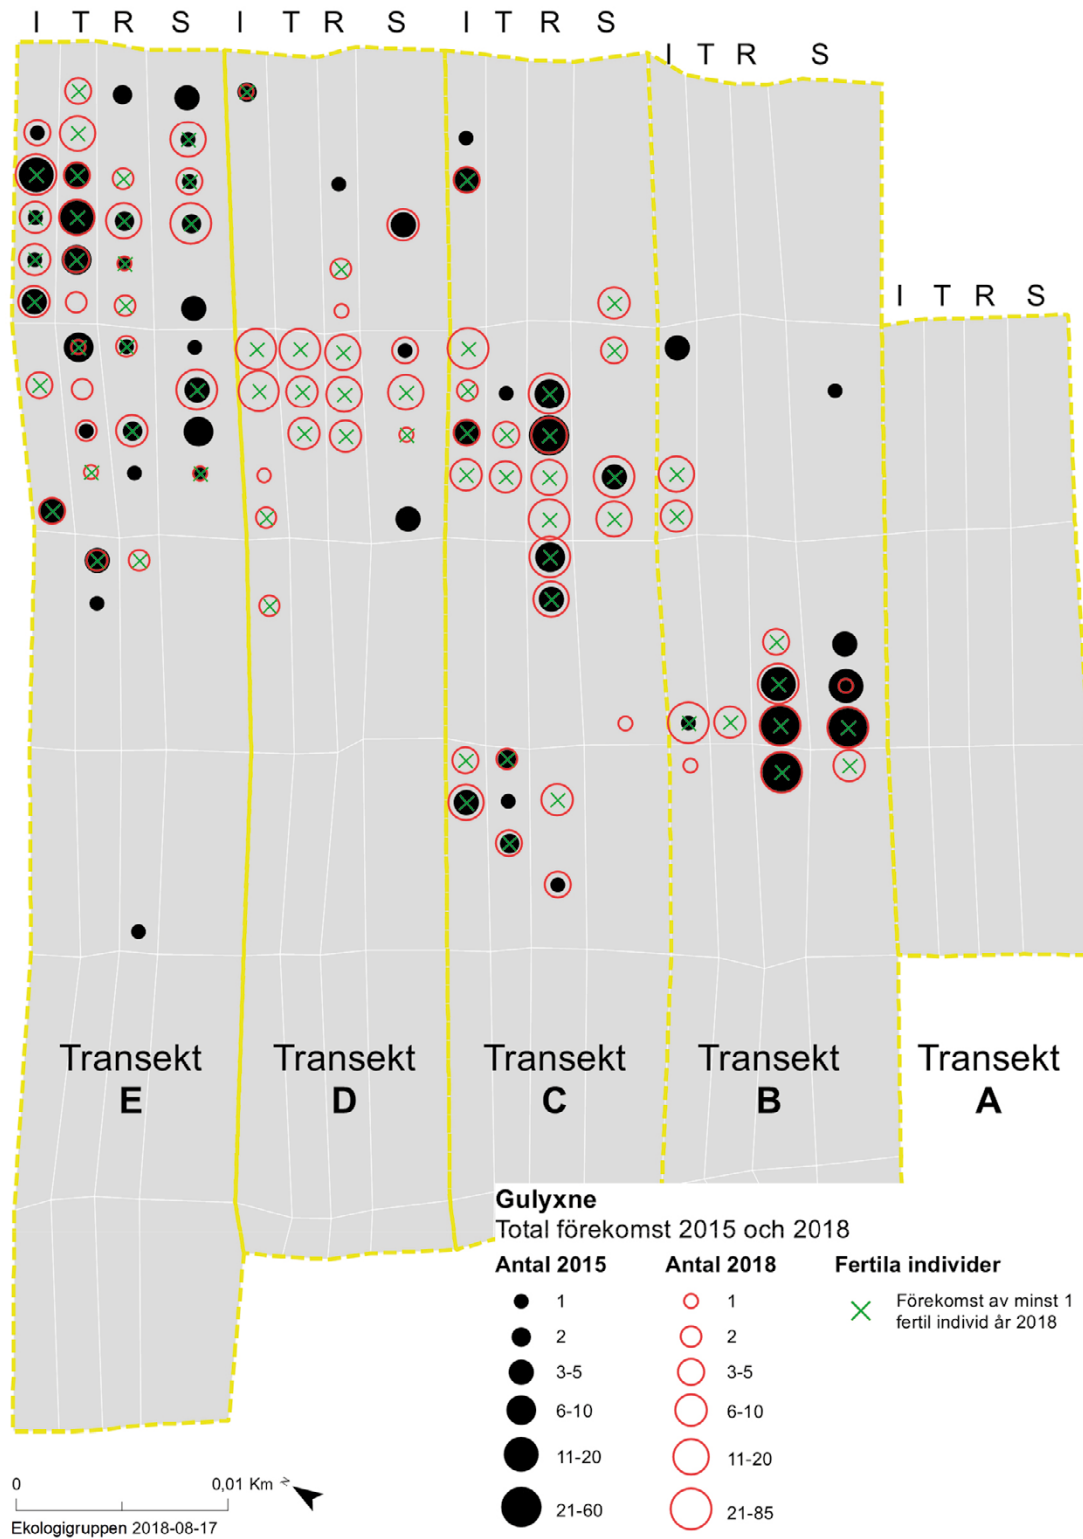 I T R S I T R S I T R S
I T R S
I T R S
Transekt E
Transekt D
Transekt C
Transekt B
Transekt A
Gulyxne
Total förekomst 2015 och 2018
Antal 2015
1
2
3-5
6-10
11-20
21-60
Antal 2018
1
2
3-5
6-10
11-20
21-85
Fertila individer
Förekomst av minst 1
fertil individ år 2018
0 0,01 Km N
Ekologigruppen 2018-08-17